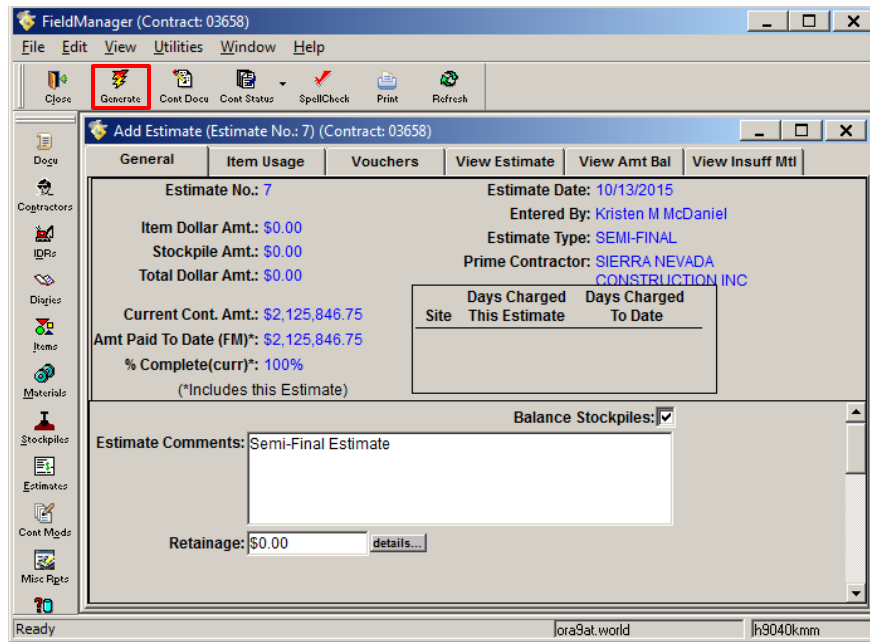 FieldManager (Contract: 03658)
File Edit View Utilities Window Help
Close Generate Cont Docu Cont Status SpellCheck Print Refresh
Docu
Contractors
IDRs
Diaries
Items
Materials
Stockpiles
Estimates
Cont Mods
Misc Rpts
Add Estimate (Estimate No.: 7) (Contract: 03658)
General Item Usage Vouchers View Estimate View Amt Bal View Insuff Mtl
Estimate No.: 7 Estimate Date: 10/13/2015
Entered By: Kristen M McDaniel
Item Dollar Amt.: $0.00 Estimate Type: SEMI-FINAL
Stockpile Amt.: $0.00 Prime Contractor: SIERRA NEVADA
Total Dollar Amt.: $0.00 CONSTRUCTION INC
Days Charged Days Charged
Current Cont. Amt.: $2,125,846.75 Site This Estimate To Date
Amt Paid To Date (FM)*: $2,125,846.75
% Complete(curr)*: 100%
(*Includes this Estimate)
Balance Stockpiles:
Estimate Comments: Semi-Final Estimate
Retainage: $0.00 details...
Ready ora9at.world h9040kmm